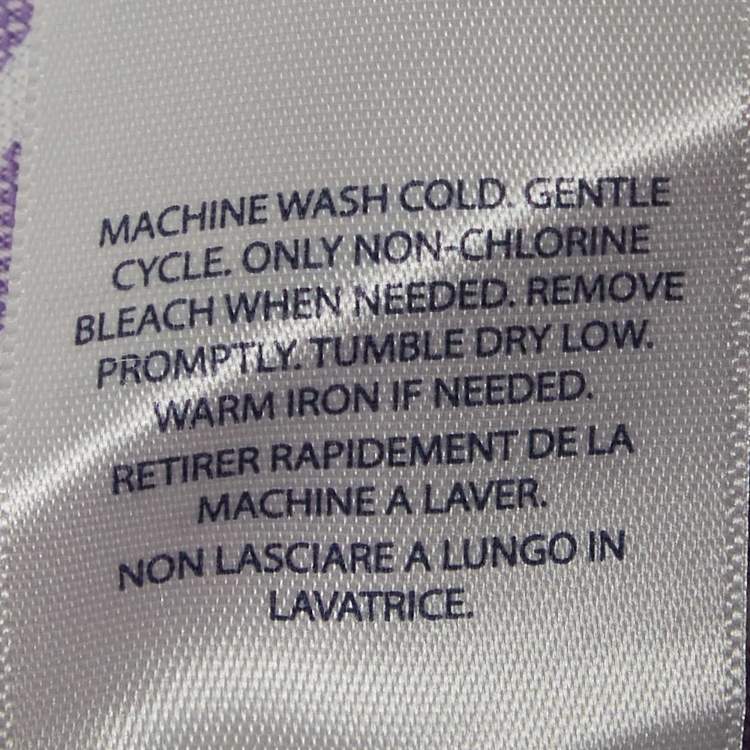 MACHINE WASH COLD. GENTLE
CYCLE. ONLY NON-CHLORINE
BLEACH WHEN NEEDED. REMOVE
PROMPTLY. TUMBLE DRY LOW.
WARM IRON IF NEEDED.
RETIRER RAPIDEMENT DE LA
MACHINE A LAVER.
NON LASCIARE A LUNGO IN
LAVATRICE.